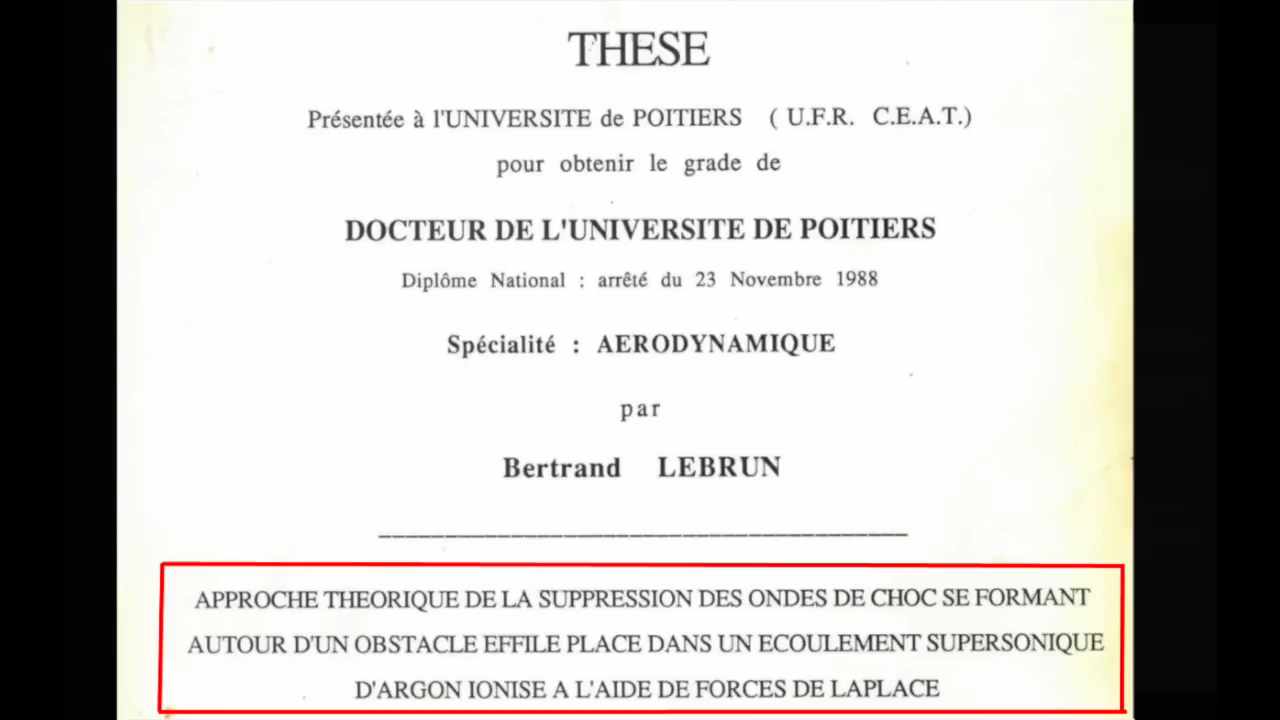 THESE
Présentée à l'UNIVERSITE de POITIERS ( U.F.R. C.E.A.T.)
pour obtenir le grade de
DOCTEUR DE L'UNIVERSITE DE POITIERS
Diplôme National : arrêté du 23 Novembre 1988
Spécialité : AERODYNAMIQUE
par
Bertrand LEBRUN
APPROCHE THEORIQUE DE LA SUPPRESSION DES ONDES DE CHOC SE FORMANT
AUTOUR D'UN OBSTACLE EFFILE PLACE DANS UN ECOULEMENT SUPERSONIQUE
D'ARGON IONISE A L'AIDE DE FORCES DE LAPLACE